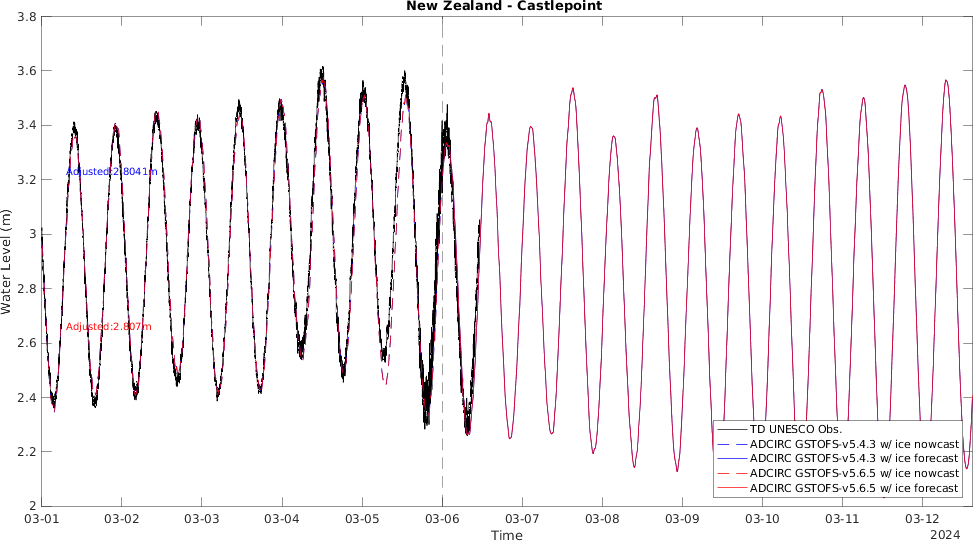 New Zealand - Castlepoint
3.8
3.6
3.4
3.2
3
2.8
2.6
2.4
2.2
2
Water Level (m)
Adjusted:2.8041m
Adjusted:2.807m
TD UNESCO Obs.
ADCIRC GSTOFS-v5.4.3 w/ ice nowcast
ADCIRC GSTOFS-v5.4.3 w/ ice forecast
ADCIRC GSTOFS-v5.6.5 w/ ice nowcast
ADCIRC GSTOFS-v5.6.5 w/ ice forecast
03-01 03-02 03-03 03-04 03-05 03-06 03-07 03-08 03-09 03-10 03-11 03-12
Time
2024